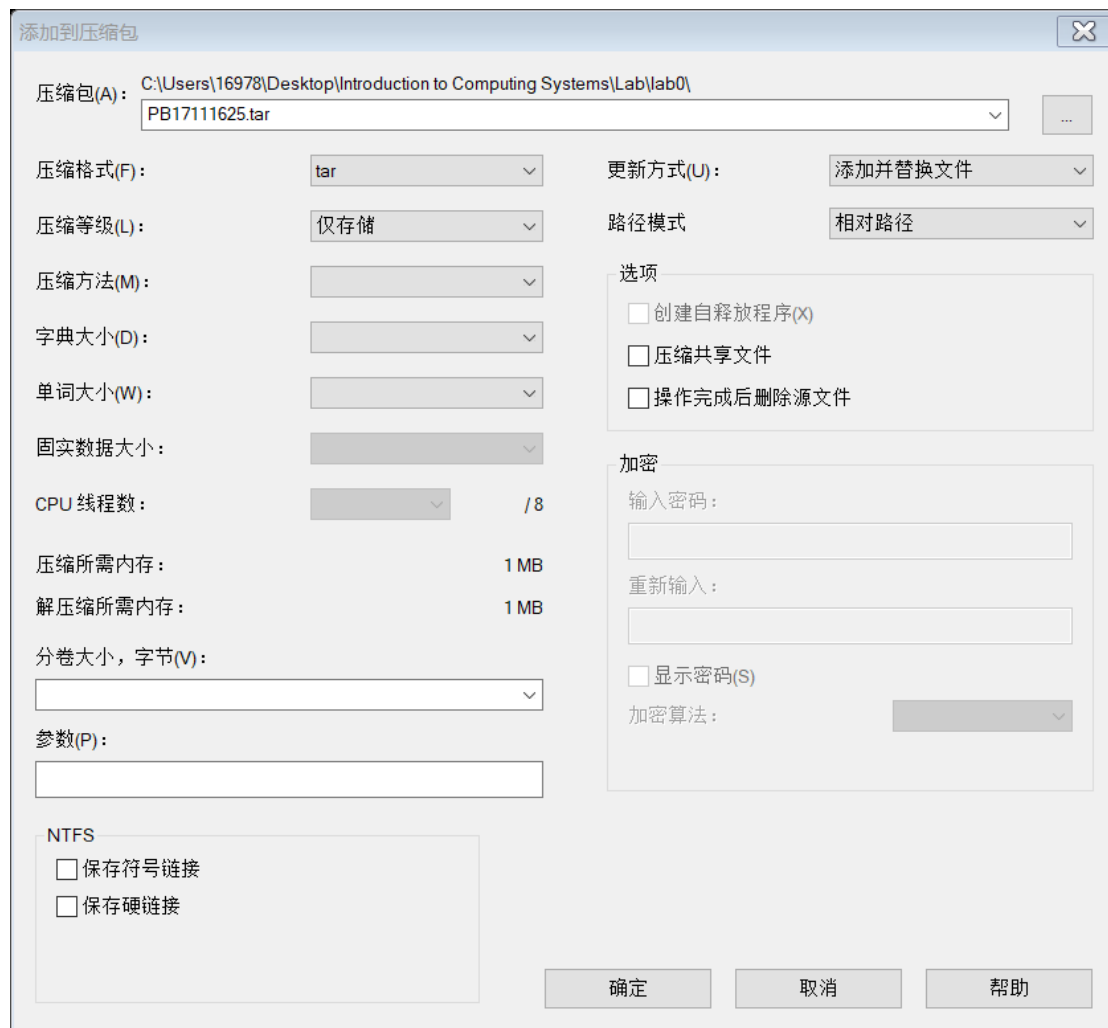 添加到压缩包
压缩包(A)： C:\Users\16978\Desktop\Introduction to Computing Systems\Lab\lab0\
PB17111625.tar ...
压缩格式(F)： tar
压缩等级(L)： 仅存储
压缩方法(M)：
字典大小(D)：
单词大小(W)：
固实数据大小：
CPU 线程数： / 8
压缩所需内存： 1 MB
解压缩所需内存： 1 MB
分卷大小，字节(V)：
参数(P)：
NTFS
保存符号链接
保存硬链接
更新方式(U)： 添加并替换文件
路径模式 相对路径
选项
创建自释放程序(X)
压缩共享文件
操作完成后删除源文件
加密
输入密码：
重新输入：
显示密码(S)
加密算法：
确定 取消 帮助